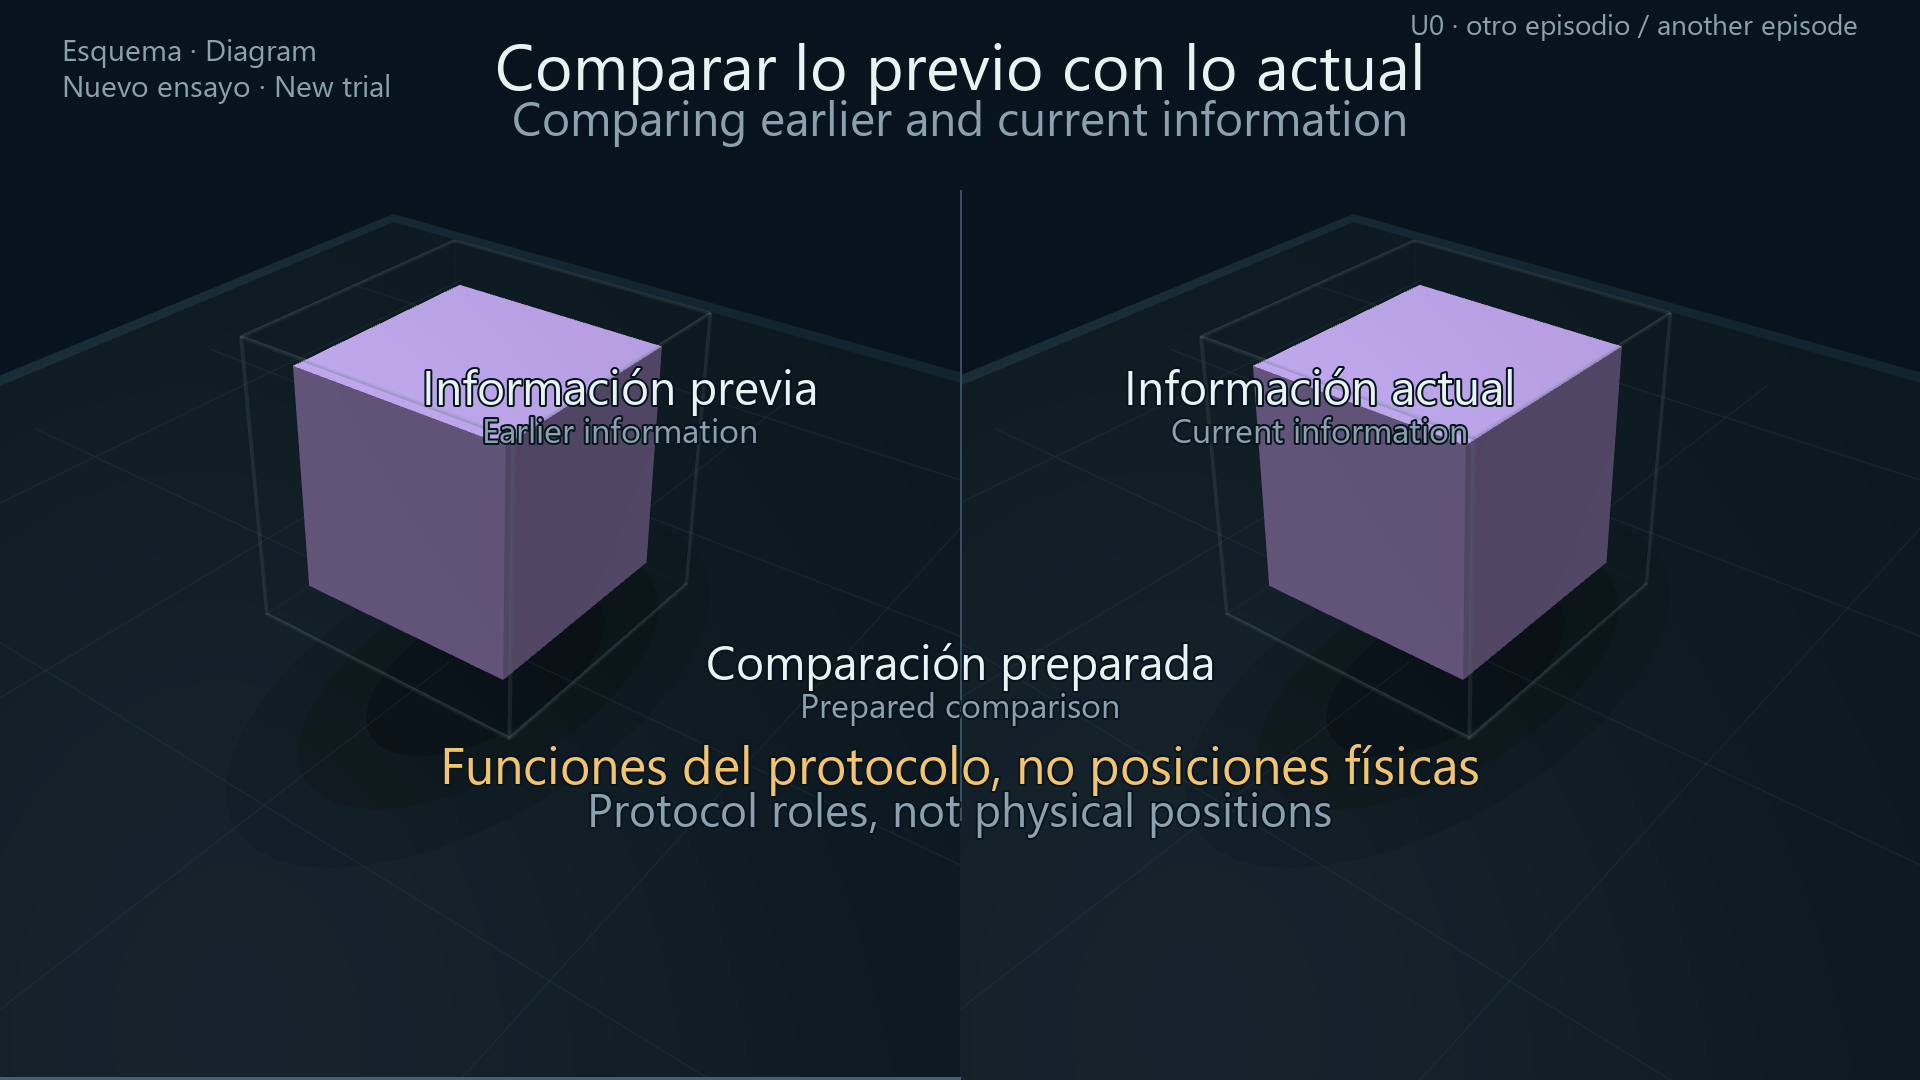 Esquema · Diagram
Nuevo ensayo · New trial
U0 · otro episodio / another episode
Comparar lo previo con lo actual
Comparing earlier and current information
Información previa
Earlier information
Información actual
Current information
Comparación preparada
Prepared comparison
Funciones del protocolo, no posiciones físicas
Protocol roles, not physical positions